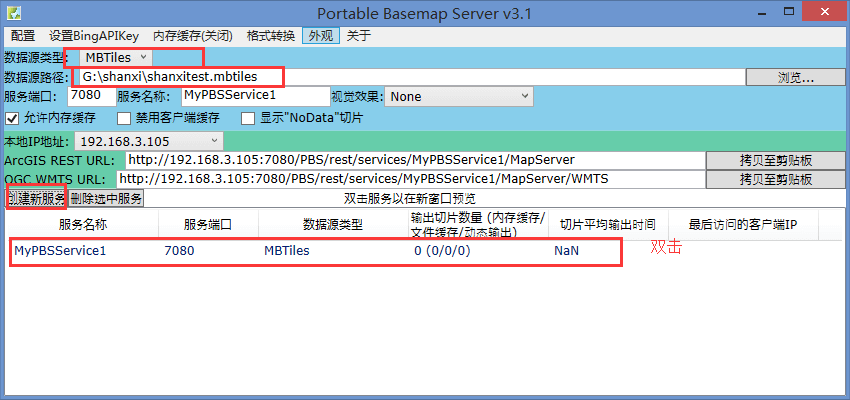 Portable Basemap Server v3.1
配置 设置BingAPIKey 内存缓存(关闭) 格式转换 外观 关于
数据源类型: MBTiles
数据源路径: G:\shanxi\shanxitest.mbtiles 浏览...
服务端口: 7080 服务名称: MyPBSService1 视觉效果: None
允许内存缓存 禁用客户端缓存 显示"NoData"切片
本地IP地址: 192.168.3.105
ArcGIS REST URL: http://192.168.3.105:7080/PBS/rest/services/MyPBSService1/MapServer 拷贝至剪贴板
OGC WMTS URL: http://192.168.3.105:7080/PBS/rest/services/MyPBSService1/MapServer/WMTS 拷贝至剪贴板
创建新服务 删除选中服务 双击服务以在新窗口预览
服务名称 服务端口 数据源类型 输出切片数量 (内存缓存/
文件缓存/动态输出) 切片平均输出时间 最后访问的客户端IP
MyPBSService1 7080 MBTiles 0 (0/0/0) NaN 双击